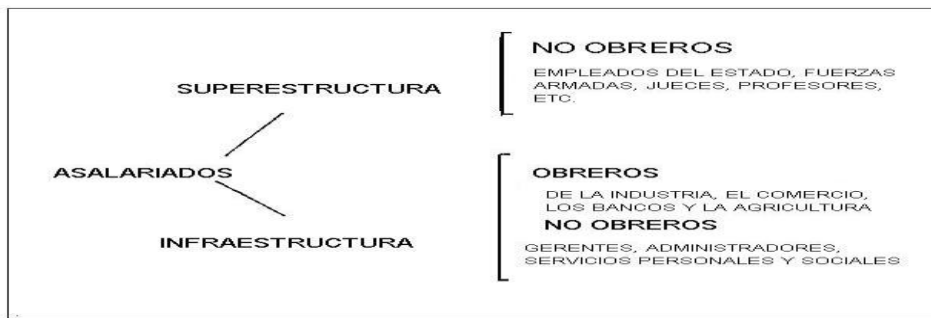 NO OBREROS
EMPLEADOS DEL ESTADO, FUERZAS
ARMADAS, JUECES, PROFESORES,
ETC.
SUPERESTRUCTURA
ASALARIADOS
OBREROS
DE LA INDUSTRIA, EL COMERCIO,
LOS BANCOS Y LA AGRICULTURA
NO OBREROS
INFRAESTRUCTURA
GERENTES, ADMINISTRADORES,
SERVICIOS PERSONALES Y SOCIALES